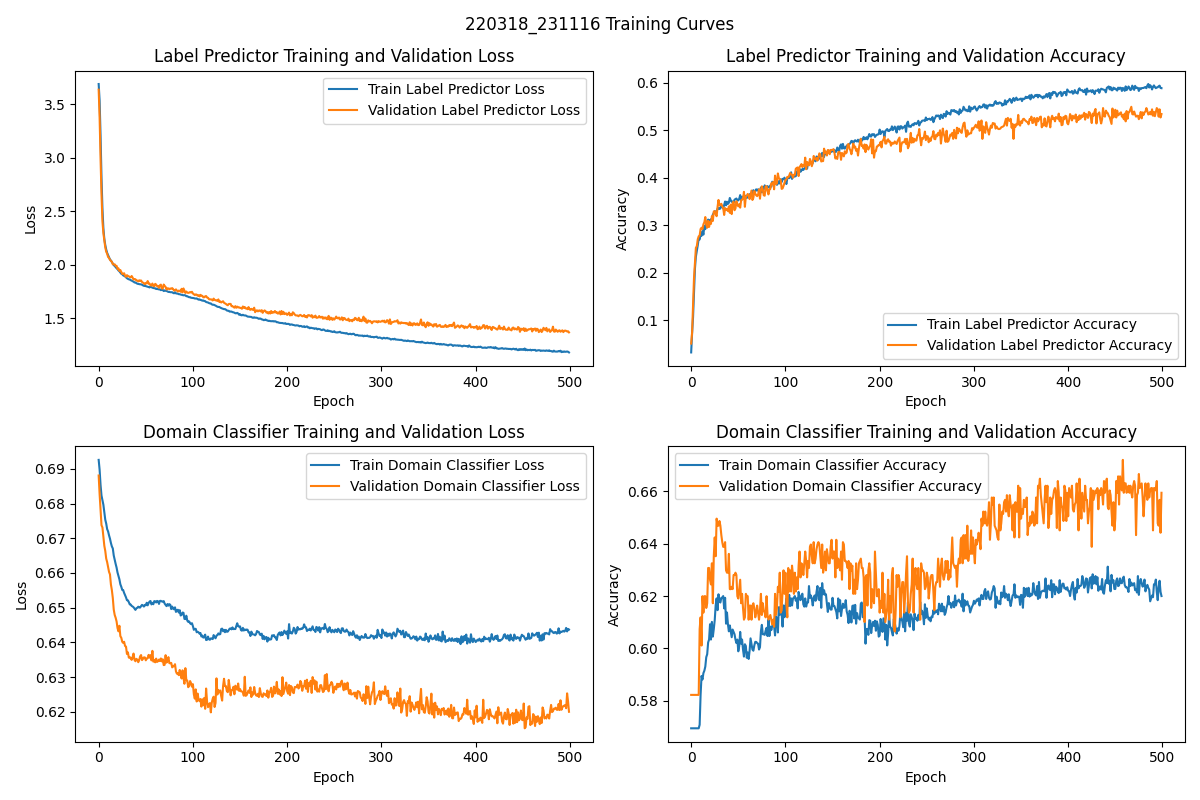 220318_231116 Training Curves
Label Predictor Training and Validation Loss
Train Label Predictor Loss
Validation Label Predictor Loss
3.5
3.0
2.5
2.0
1.5
Loss
0 100 200 300 400 500
Epoch
Label Predictor Training and Validation Accuracy
0.6
0.5
0.4
0.3
0.2
0.1
Accuracy
Train Label Predictor Accuracy
Validation Label Predictor Accuracy
0 100 200 300 400 500
Epoch
Domain Classifier Training and Validation Loss
Train Domain Classifier Loss
Validation Domain Classifier Loss
0.69
0.68
0.67
0.66
0.65
0.64
0.63
0.62
Loss
0 100 200 300 400 500
Epoch
Domain Classifier Training and Validation Accuracy
Train Domain Classifier Accuracy
Validation Domain Classifier Accuracy
0.66
0.64
0.62
0.60
0.58
Accuracy
0 100 200 300 400 500
Epoch